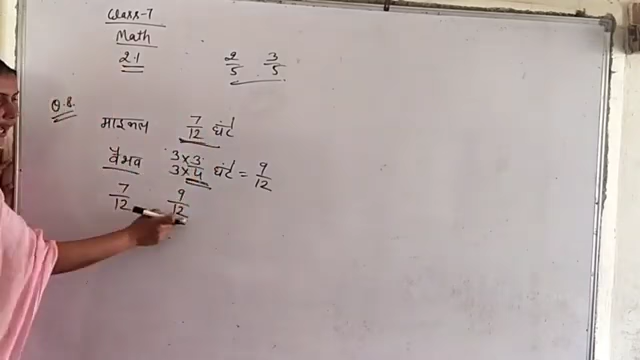 Class-7
Math
2.1
2/5 3/5
Q.8.
माइकल 7/12 घंटे
वैभव 3×3/3×4 घंटे = 9/12
7/12 9/12